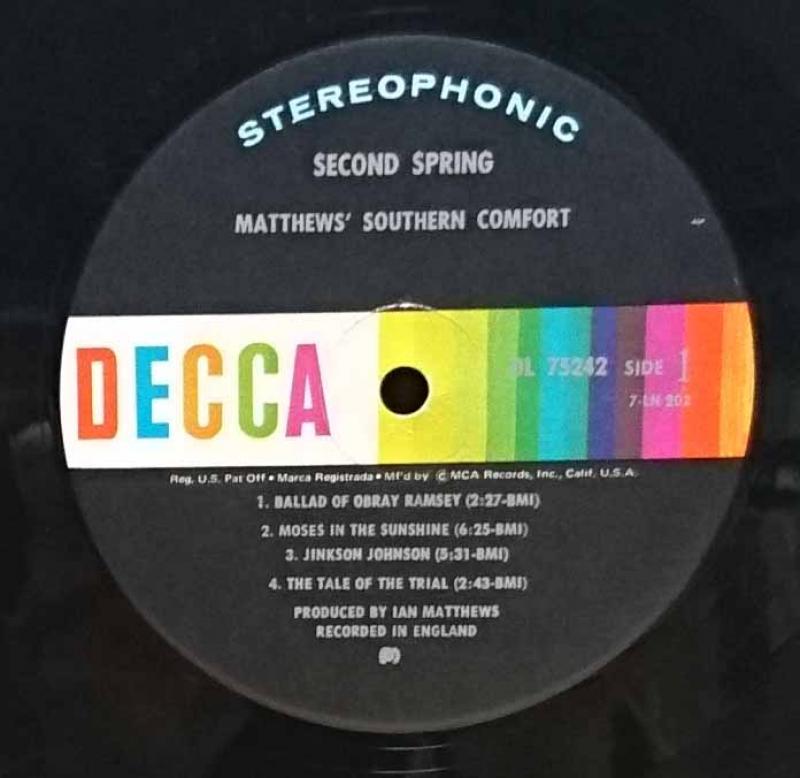 STEREOPHONIC
SECOND SPRING
MATTHEWS' SOUTHERN COMFORT
DECCA
DL 75242 SIDE 1
7-LN 202
Reg. U.S. Pat Off • Marca Registrada • Mf'd by © MCA Records, Inc., Calif. U.S.A.
1. BALLAD OF OBRAY RAMSEY (2:27-BMI)
2. MOSES IN THE SUNSHINE (6:25-BMI)
3. JINKSON JOHNSON (5:31-BMI)
4. THE TALE OF THE TRIAL (2:43-BMI)
PRODUCED BY IAN MATTHEWS
RECORDED IN ENGLAND